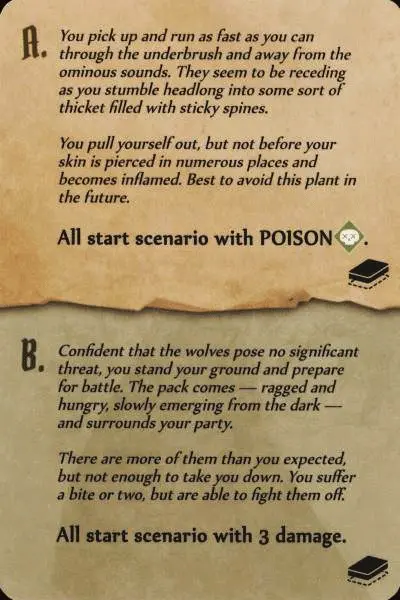 A.
You pick up and run as fast as you can
through the underbrush and away from the
ominous sounds. They seem to be receding
as you stumble headlong into some sort of
thicket filled with sticky spines.
You pull yourself out, but not before your
skin is pierced in numerous places and
becomes inflamed. Best to avoid this plant in
the future.
All start scenario with POISON.
B.
Confident that the wolves pose no significant
threat, you stand your ground and prepare
for battle. The pack comes — ragged and
hungry, slowly emerging from the dark —
and surrounds your party.
There are more of them than you expected,
but not enough to take you down. You suffer
a bite or two, but are able to fight them off.
All start scenario with 3 damage.